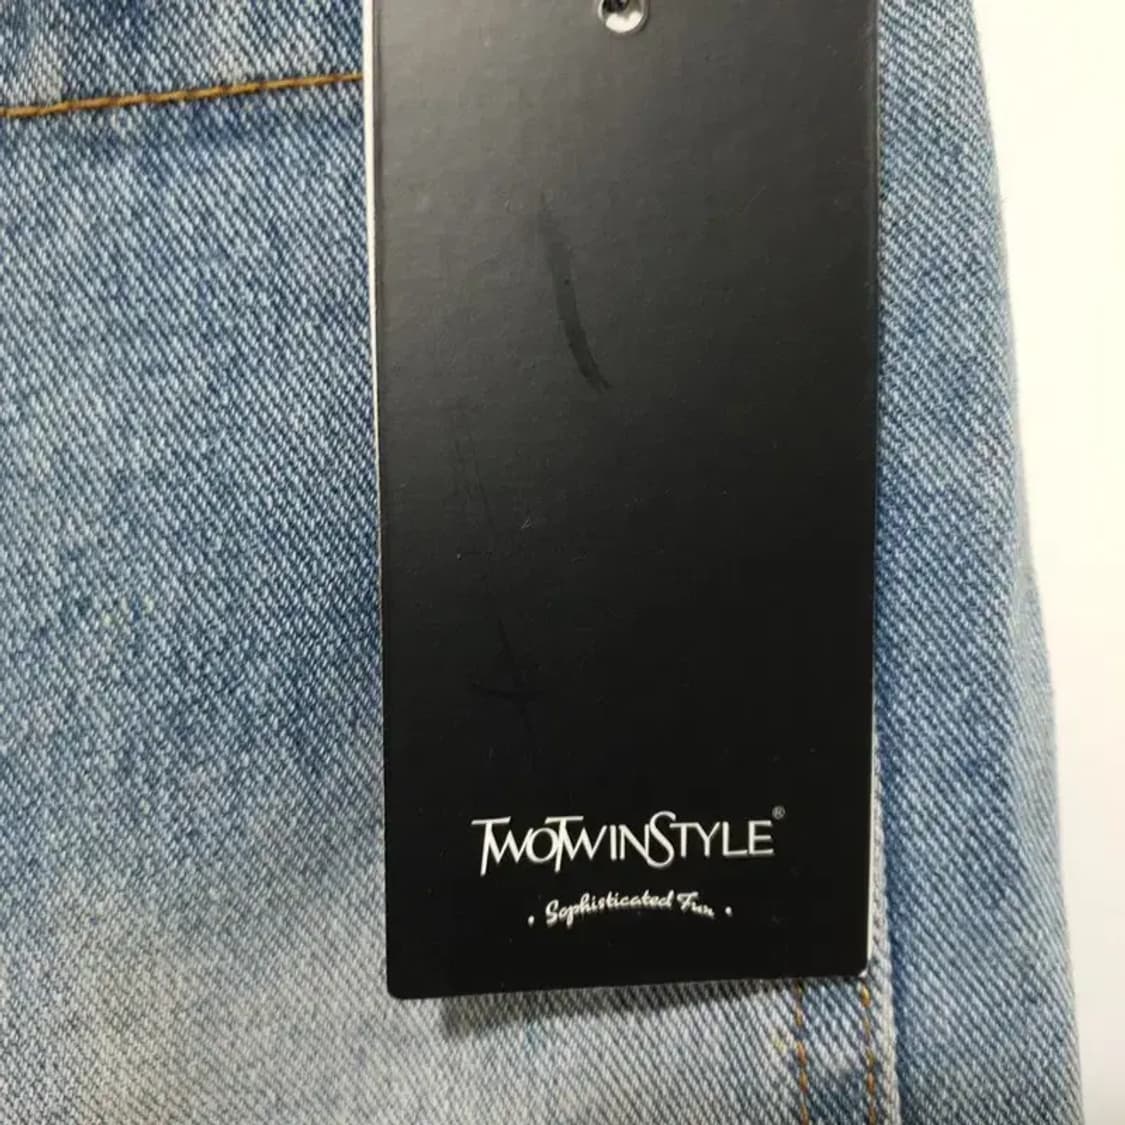 TWOTWINSTYLE®
· Sophisticated Fun ·